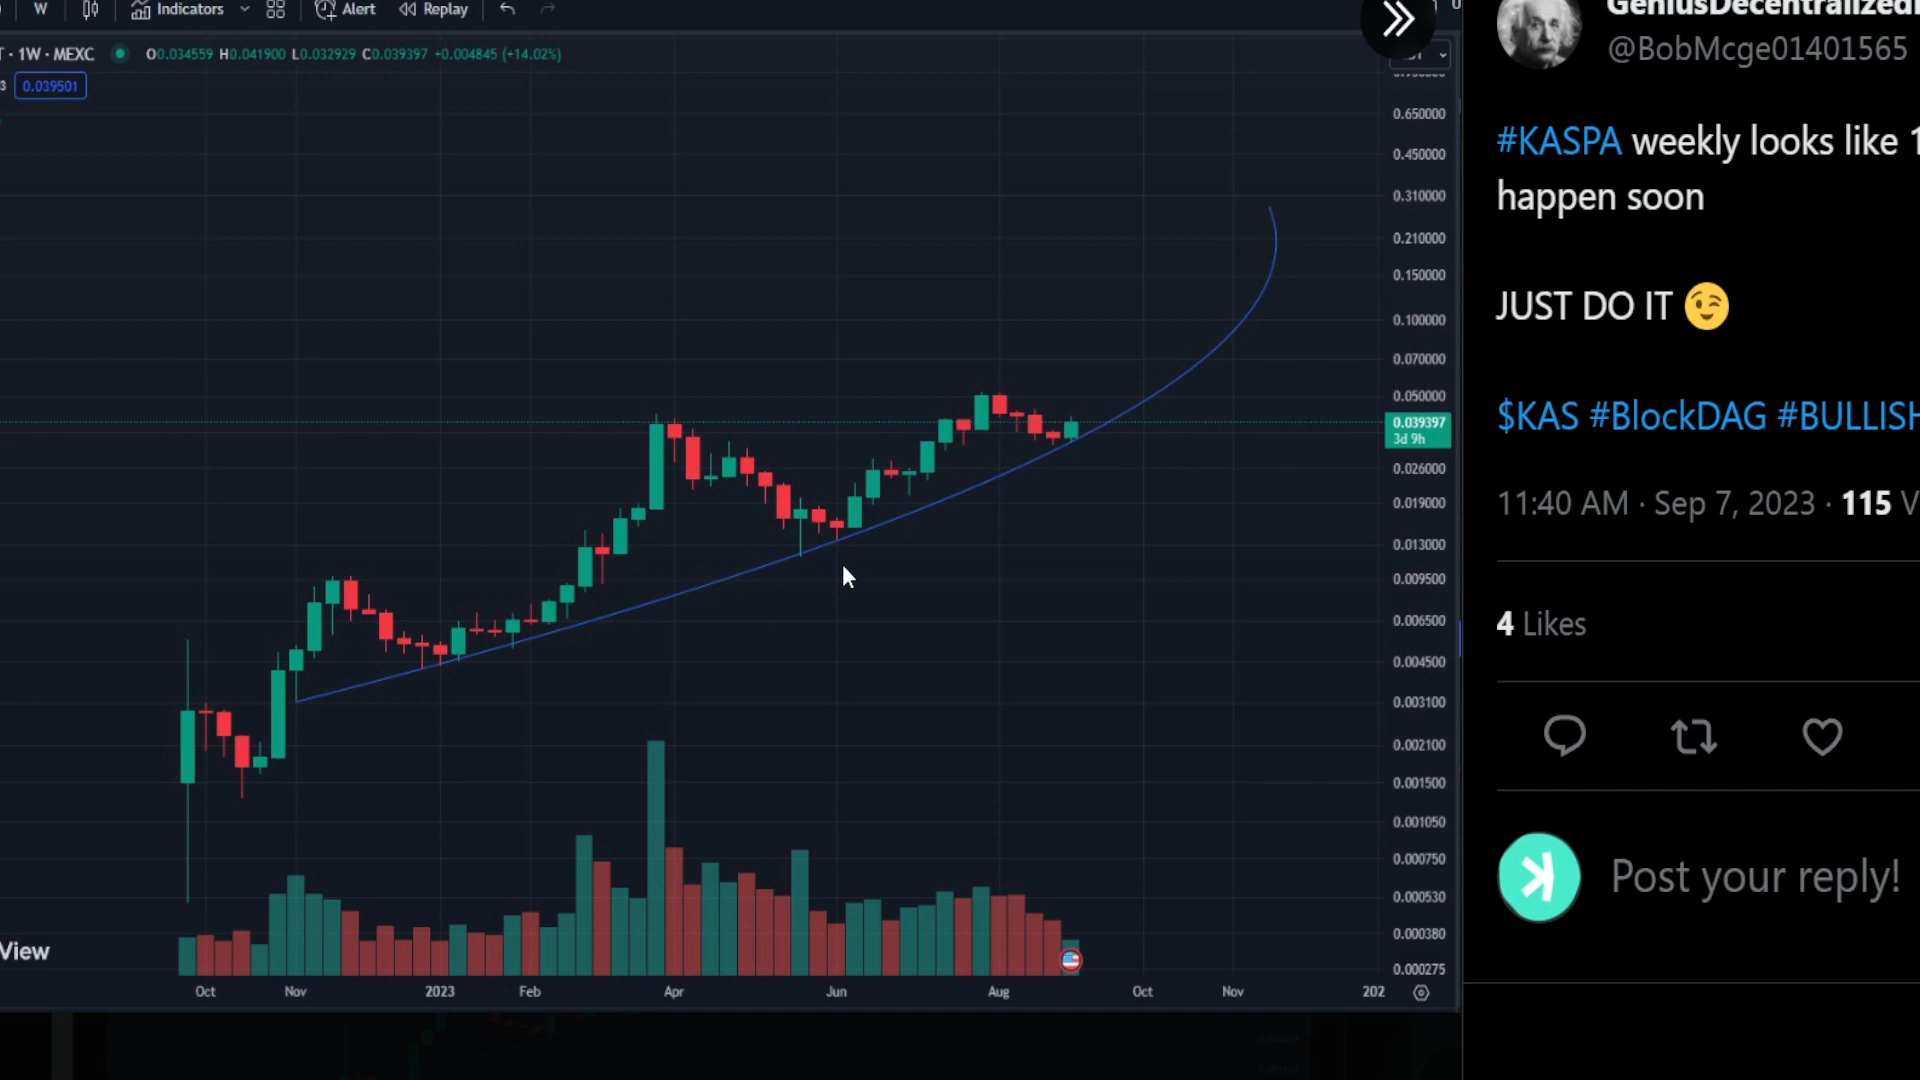 W Indicators Alert Replay
1W · MEXC O0.034559 H0.041900 L0.032929 C0.039397 +0.004845 (+14.02%)
3 0.039501
0.650000
0.450000
0.310000
0.210000
0.150000
0.100000
0.070000
0.050000
0.039397
3d 9h
0.026000
0.019000
0.013000
0.009500
0.006500
0.004500
0.003100
0.002100
0.001500
0.001050
0.000750
0.000530
0.000380
0.000275
View
Oct Nov 2023 Feb Apr Jun Aug Oct Nov 202
GeniusDecentralized
@BobMcge01401565
#KASPA weekly looks like 1
happen soon
JUST DO IT 😉
$KAS #BlockDAG #BULLISH
11:40 AM · Sep 7, 2023 · 115 V
4 Likes
Post your reply!